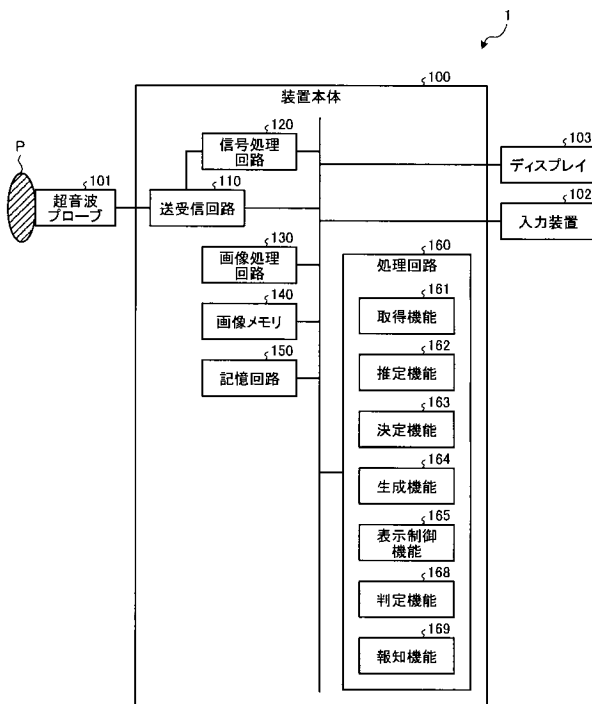 1
100
装置本体
P
101
超音波
プローブ
120
信号処理
回路
110
送受信回路
130
画像処理
回路
140
画像メモリ
150
記憶回路
103
ディスプレイ
102
入力装置
160
処理回路
161
取得機能
162
推定機能
163
決定機能
164
生成機能
165
表示制御
機能
168
判定機能
169
報知機能